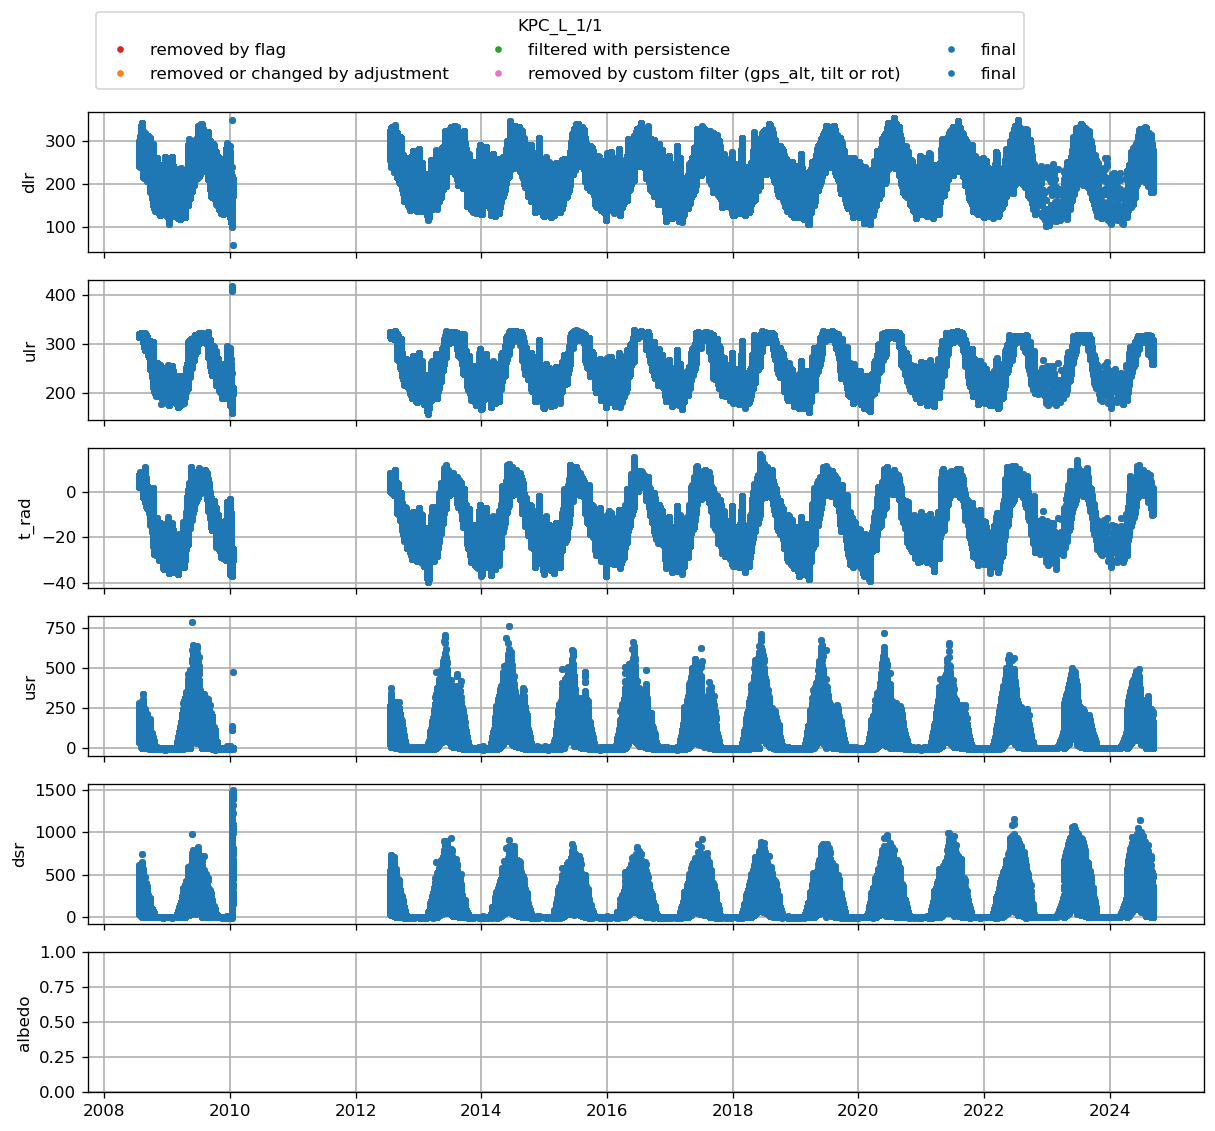 KPC_L_1/1
removed by flag
filtered with persistence
final
removed or changed by adjustment
removed by custom filter (gps_alt, tilt or rot)
final
300
200
100
dlr
400
300
200
ulr
0
−20
−40
t_rad
750
500
250
0
usr
1500
1000
500
0
dsr
1.00
0.75
0.50
0.25
0.00
albedo
2008 2010 2012 2014 2016 2018 2020 2022 2024